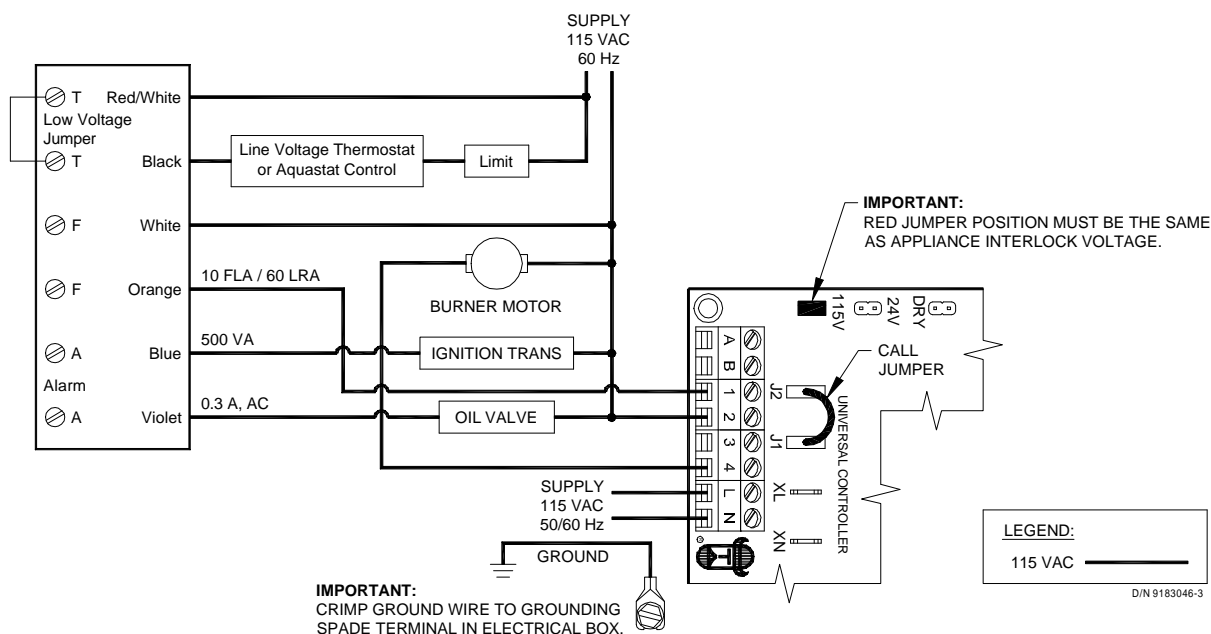 SUPPLY
115 VAC
60 Hz
T Red/White
Low Voltage
Jumper
T Black
Line Voltage Thermostat
or Aquastat Control
Limit
F White
F Orange
10 FLA / 60 LRA
BURNER MOTOR
A Blue
500 VA
IGNITION TRANS
Alarm
A Violet
0.3 A, AC
OIL VALVE
IMPORTANT:
RED JUMPER POSITION MUST BE THE SAME
AS APPLIANCE INTERLOCK VOLTAGE.
115V
24V
DRY
CALL
JUMPER
A
B
1
2
3
4
L
N
J2
J1
XL
XN
UNIVERSAL CONTROLLER
T
SUPPLY
115 VAC
50/60 Hz
GROUND
IMPORTANT:
CRIMP GROUND WIRE TO GROUNDING
SPADE TERMINAL IN ELECTRICAL BOX.
LEGEND:
115 VAC
D/N 9183046-3